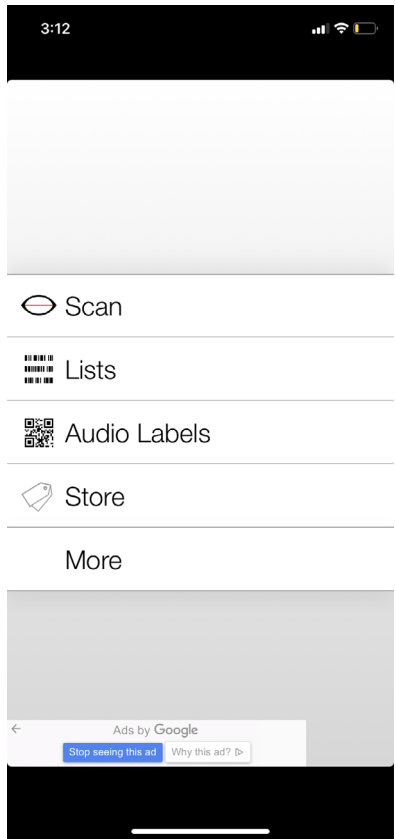 3:12
Scan
Lists
Audio Labels
Store
More
Ads by Google
Stop seeing this ad Why this ad?